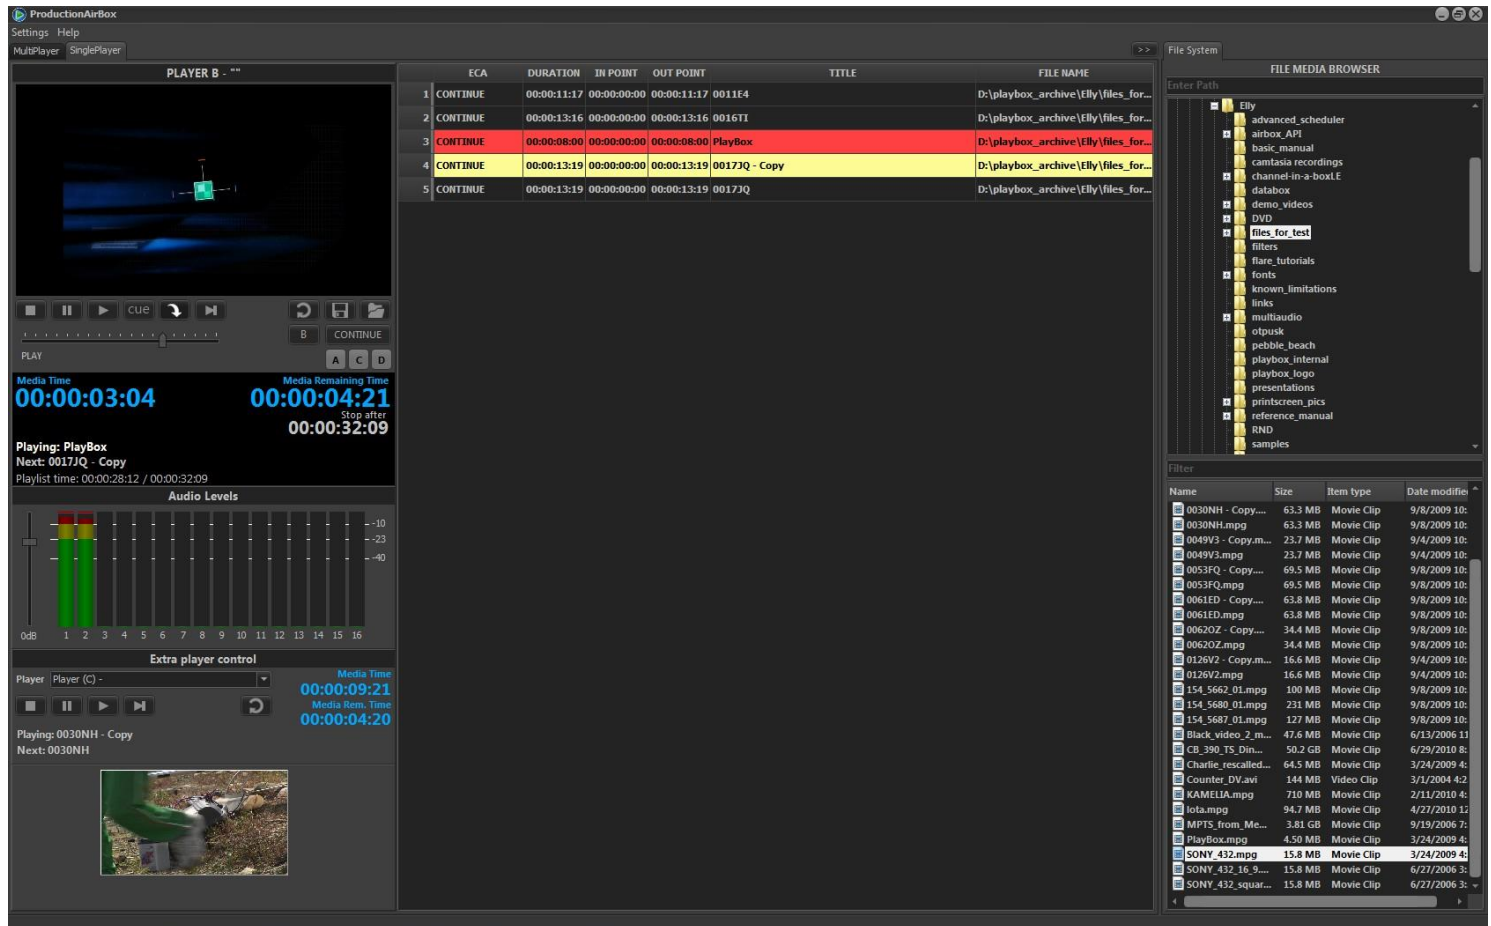 ProductionAirBox
Settings Help
MultiPlayer SinglePlayer >> File System
PLAYER B - ""
cue
B CONTINUE
PLAY
A C D
Media Time Media Remaining Time
00:00:03:04 00:00:04:21
Stop after
00:00:32:09
Playing: PlayBox
Next: 0017JQ - Copy
Playlist time: 00:00:28:12 / 00:00:32:09
Audio Levels
-10
-23
-40
0dB 1 2 3 4 5 6 7 8 9 10 11 12 13 14 15 16
Extra player control
Player Player (C) -
Media Time
00:00:09:21
Media Rem. Time
00:00:04:20
Playing: 0030NH - Copy
Next: 0030NH
ECA DURATION IN POINT OUT POINT TITLE FILE NAME
1 CONTINUE 00:00:11:17 00:00:00:00 00:00:11:17 0011E4 D:\playbox_archive\Elly\files_for...
2 CONTINUE 00:00:13:16 00:00:00:00 00:00:13:16 0016TI D:\playbox_archive\Elly\files_for...
3 CONTINUE 00:00:08:00 00:00:00:00 00:00:08:00 PlayBox D:\playbox_archive\Elly\files_for...
4 CONTINUE 00:00:13:19 00:00:00:00 00:00:13:19 0017JQ - Copy D:\playbox_archive\Elly\files_for...
5 CONTINUE 00:00:13:19 00:00:00:00 00:00:13:19 0017JQ D:\playbox_archive\Elly\files_for...
FILE MEDIA BROWSER
Enter Path
Elly
advanced_scheduler
airbox_API
basic_manual
camtasia recordings
channel-in-a-boxLE
databox
demo_videos
DVD
files_for_test
filters
flare_tutorials
fonts
known_limitations
links
multiaudio
otpusk
pebble_beach
playbox_internal
playbox_logo
presentations
printscreen_pics
reference_manual
RND
samples
Filter
Name Size Item type Date modified
0030NH - Copy.... 63.3 MB Movie Clip 9/8/2009 10:
0030NH.mpg 63.3 MB Movie Clip 9/8/2009 10:
0049V3 - Copy.m... 23.7 MB Movie Clip 9/4/2009 10:
0049V3.mpg 23.7 MB Movie Clip 9/4/2009 10:
0053FQ - Copy.... 69.5 MB Movie Clip 9/8/2009 10:
0053FQ.mpg 69.5 MB Movie Clip 9/8/2009 10:
0061ED - Copy.... 63.8 MB Movie Clip 9/8/2009 10:
0061ED.mpg 63.8 MB Movie Clip 9/8/2009 10:
0062OZ - Copy.... 34.4 MB Movie Clip 9/8/2009 10:
0062OZ.mpg 34.4 MB Movie Clip 9/8/2009 10:
0126V2 - Copy.m... 16.6 MB Movie Clip 9/4/2009 10:
0126V2.mpg 16.6 MB Movie Clip 9/4/2009 10:
154_5662_01.mpg 100 MB Movie Clip 9/8/2009 10:
154_5680_01.mpg 231 MB Movie Clip 9/8/2009 10:
154_5687_01.mpg 127 MB Movie Clip 9/8/2009 10:
Black_video_2_m... 47.6 MB Movie Clip 6/13/2006 11
CB_390_TS_Din... 50.2 GB Movie Clip 6/29/2010 8:
Charlie_rescalled... 64.5 MB Movie Clip 3/24/2009 4:
Counter_DV.avi 144 MB Video Clip 3/1/2004 4:2
KAMELIA.mpg 710 MB Movie Clip 2/11/2010 4:
lota.mpg 94.7 MB Movie Clip 4/27/2010 12
MPTS_from_Me... 3.81 GB Movie Clip 9/19/2006 7:
PlayBox.mpg 4.50 MB Movie Clip 3/24/2009 4:
SONY_432.mpg 15.8 MB Movie Clip 3/24/2009 4:
SONY_432_16_9.... 15.8 MB Movie Clip 6/27/2006 3:
SONY_432_squar... 15.8 MB Movie Clip 6/27/2006 3: